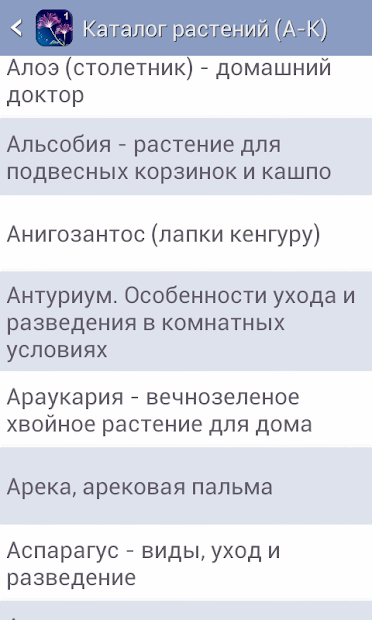 Каталог растений (А-К)
1
Алоэ (столетник) - домашний
доктор
Альсобия - растение для
подвесных корзинок и кашпо
Анигозантос (лапки кенгуру)
Антуриум. Особенности ухода и
разведения в комнатных
условиях
Араукария - вечнозеленое
хвойное растение для дома
Арека, арековая пальма
Аспарагус - виды, уход и
разведение